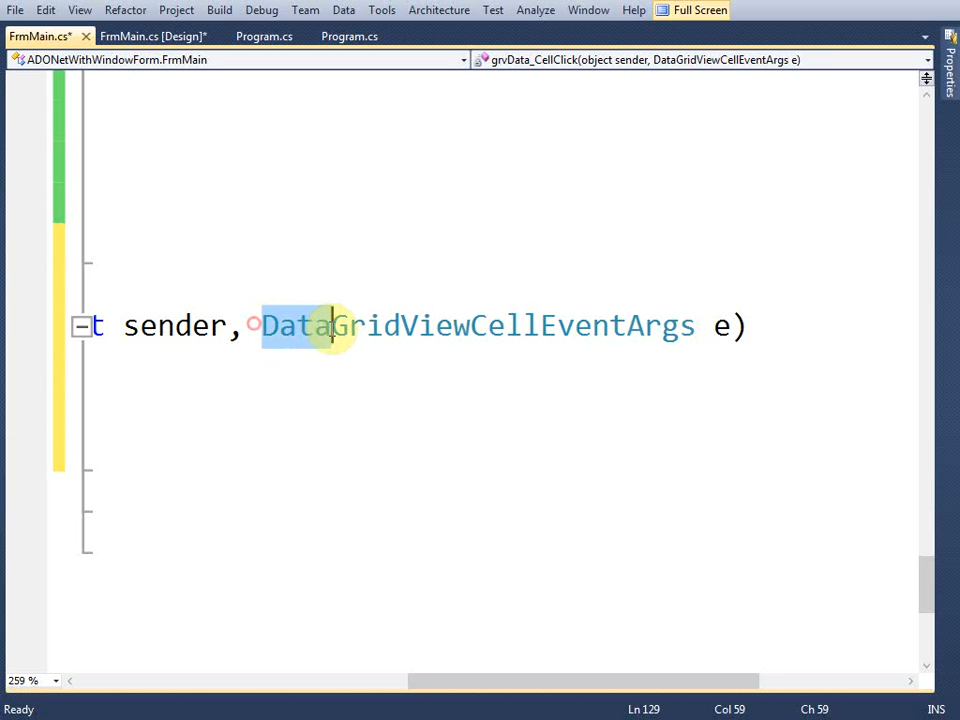 File Edit View Refactor Project Build Debug Team Data Tools Architecture Test Analyze Window Help Full Screen
FrmMain.cs* FrmMain.cs [Design]* Program.cs Program.cs
ADONetWithWindowForm.FrmMain grvData_CellClick(object sender, DataGridViewCellEventArgs e)
Properties
t sender, DataGridViewCellEventArgs e)
259 %
Ready Ln 129 Col 59 Ch 59 INS